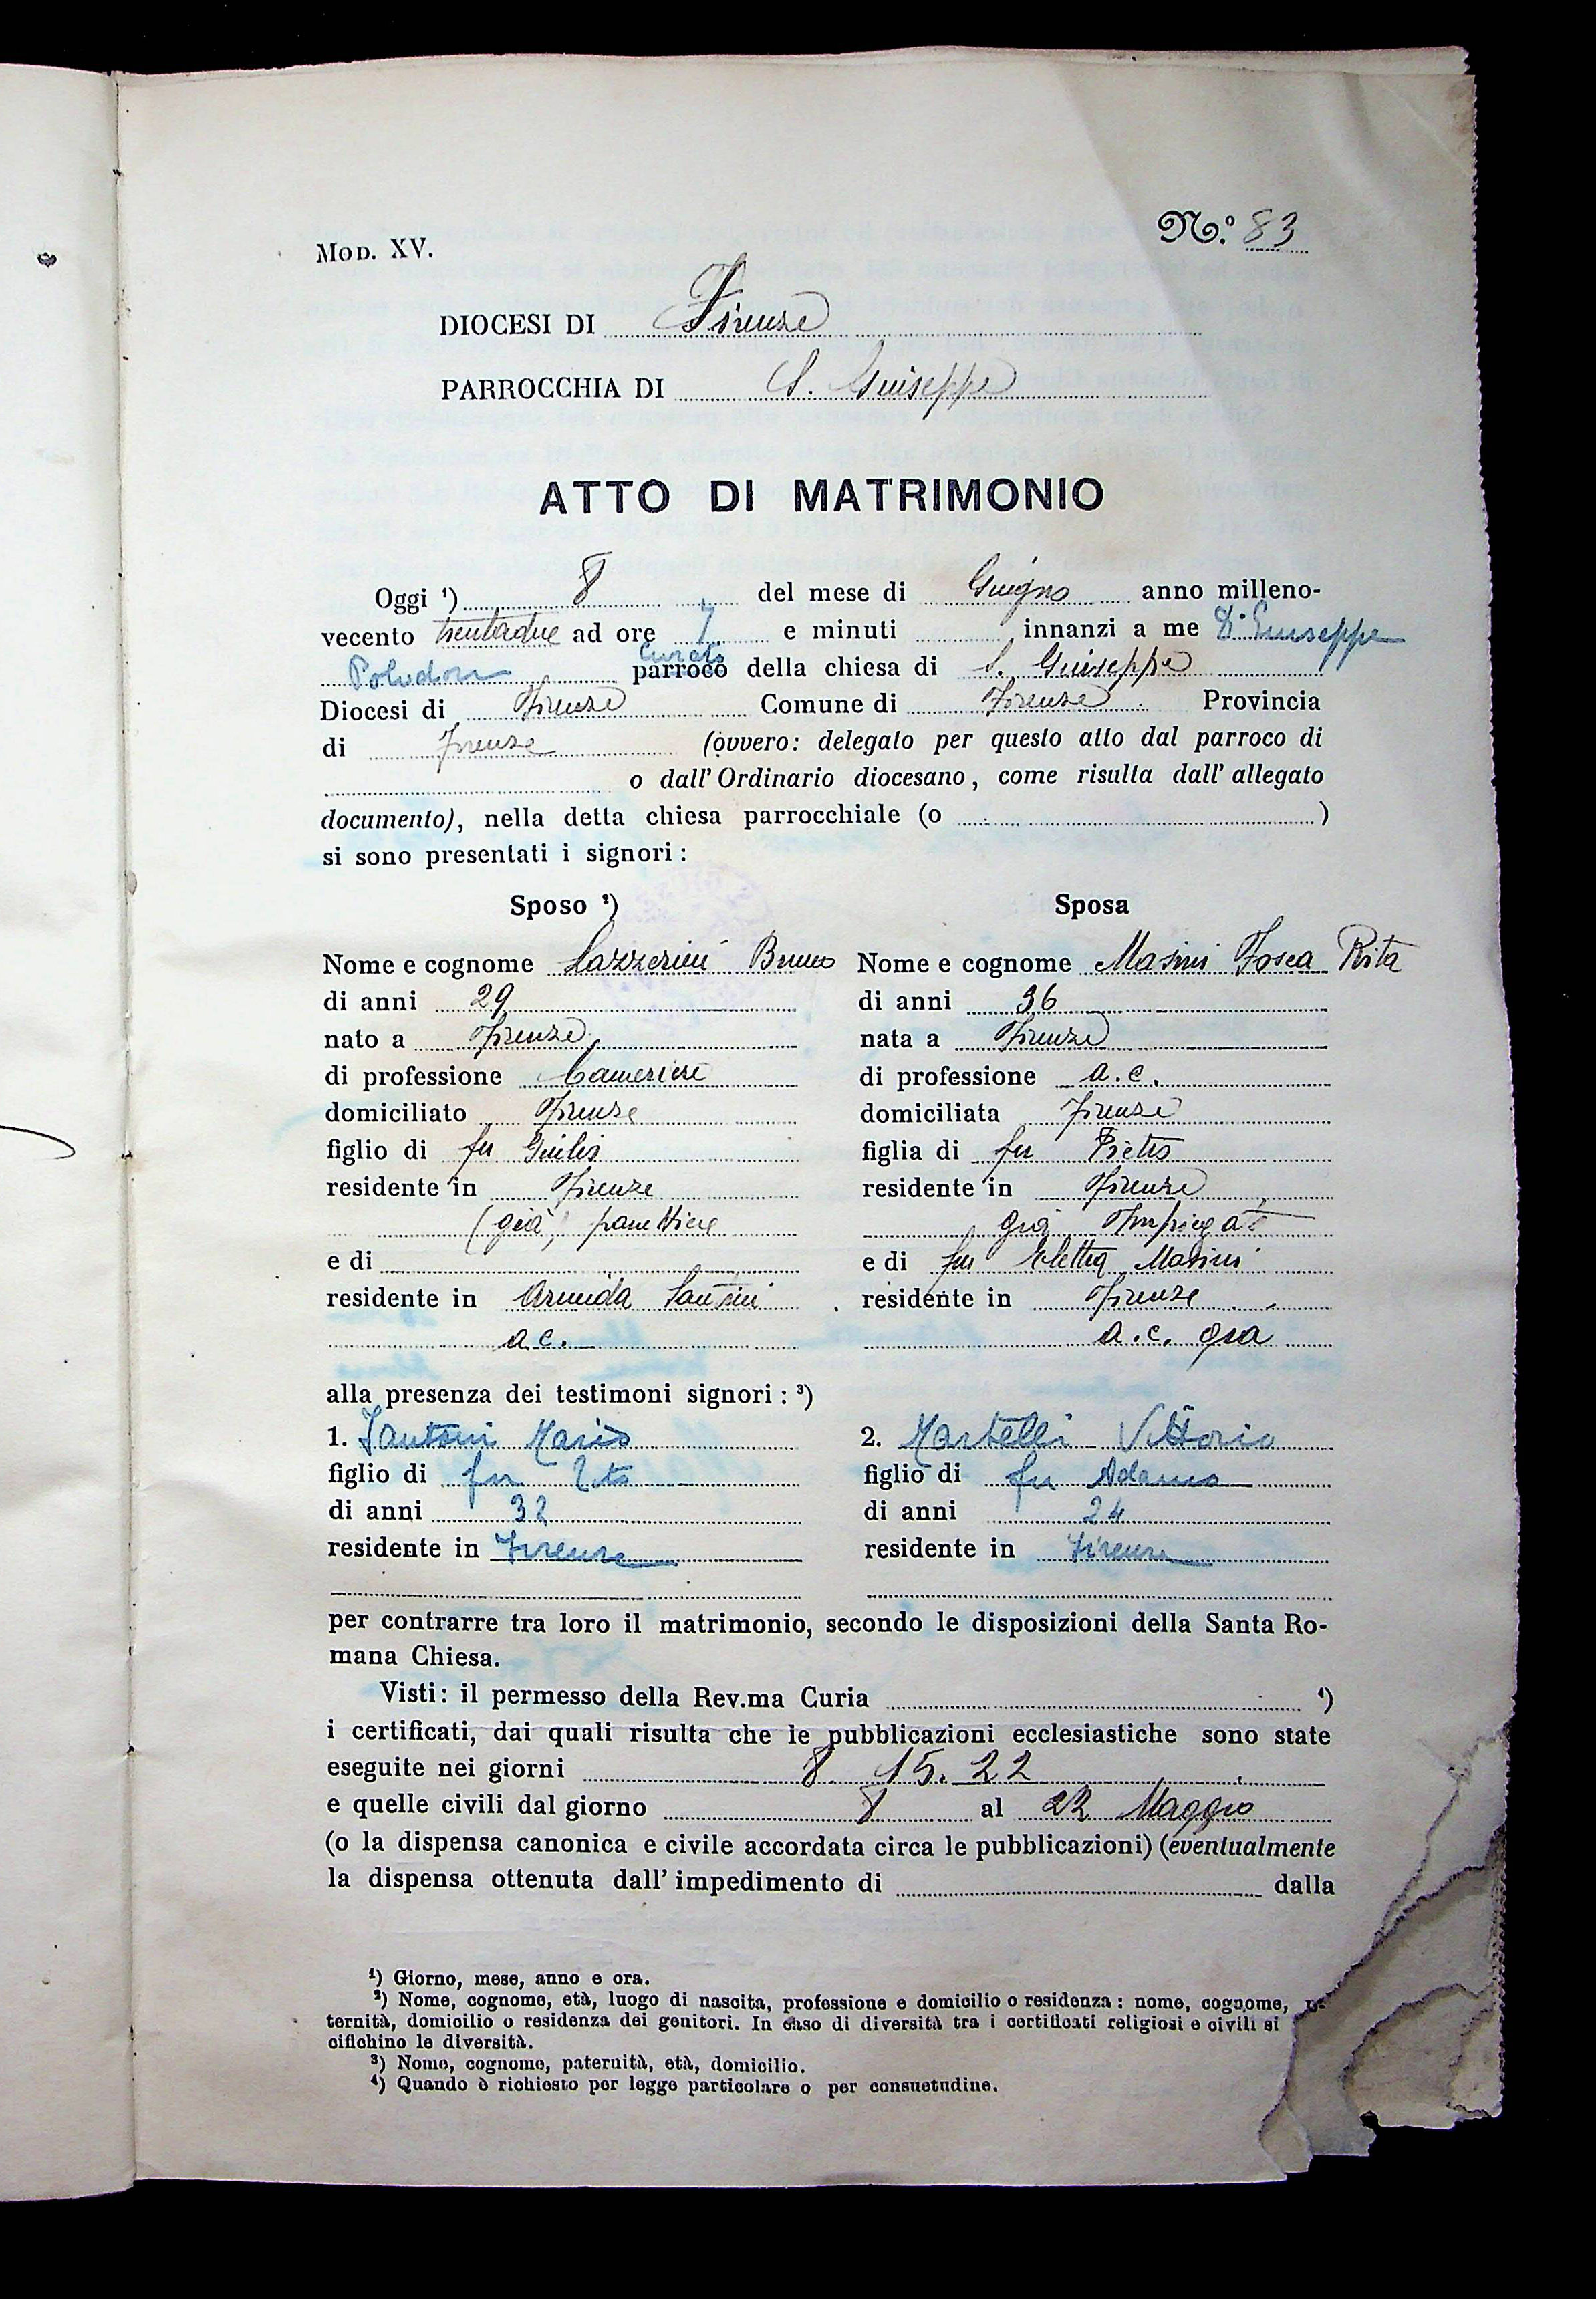 Mod. XV.
N.º 83
DIOCESI DI Firenze
PARROCCHIA DI S. Giuseppe
ATTO DI MATRIMONIO
Oggi ¹) 8 del mese di Giugno anno milleno-
vecento trentadue ad ore 7 e minuti innanzi a me D. Giuseppe
Polidori Curato parroco della chiesa di S. Giuseppe
Diocesi di Firenze Comune di Firenze Provincia
di Firenze (ovvero: delegato per questo atto dal parroco di
o dall' Ordinario diocesano, come risulta dall' allegato
documento), nella detta chiesa parrocchiale (o )
si sono presentati i signori:
Sposo ²) Sposa
Nome e cognome Lazzerini Bruno Nome e cognome Masini Tosca Rita
di anni 29 di anni 36
nato a Firenze nata a Firenze
di professione Cameriere di professione a.c.
domiciliato Firenze domiciliata Firenze
figlio di fu Giulio figlia di fu Pietro
residente in Firenze residente in Firenze
(già) panettiere già Impiegato
e di e di fu Eletta Masini
residente in Armida Santini residente in Firenze
a.c. a.c. già
alla presenza dei testimoni signori: ³)
1. Mario 2. Martelli Vittorio
figlio di fu figlio di fu Adamo
di anni 32 di anni 24
residente in Firenze residente in Firenze
per contrarre tra loro il matrimonio, secondo le disposizioni della Santa Ro-
mana Chiesa.
Visti: il permesso della Rev.ma Curia ⁴)
i certificati, dai quali risulta che le pubblicazioni ecclesiastiche sono state
eseguite nei giorni 8 15. 22
e quelle civili dal giorno 8 al 22 Maggio
(o la dispensa canonica e civile accordata circa le pubblicazioni) (eventualmente
la dispensa ottenuta dall' impedimento di dalla
¹) Giorno, mese, anno e ora.
²) Nome, cognome, età, luogo di nascita, professione e domicilio o residenza: nome, cognome,
ternità, domicilio o residenza dei genitori. In caso di diversità tra i certificati religiosi e civili si
cifichino le diversità.
³) Nome, cognome, paternità, età, domicilio.
⁴) Quando è richiesto per legge particolare o per consuetudine.